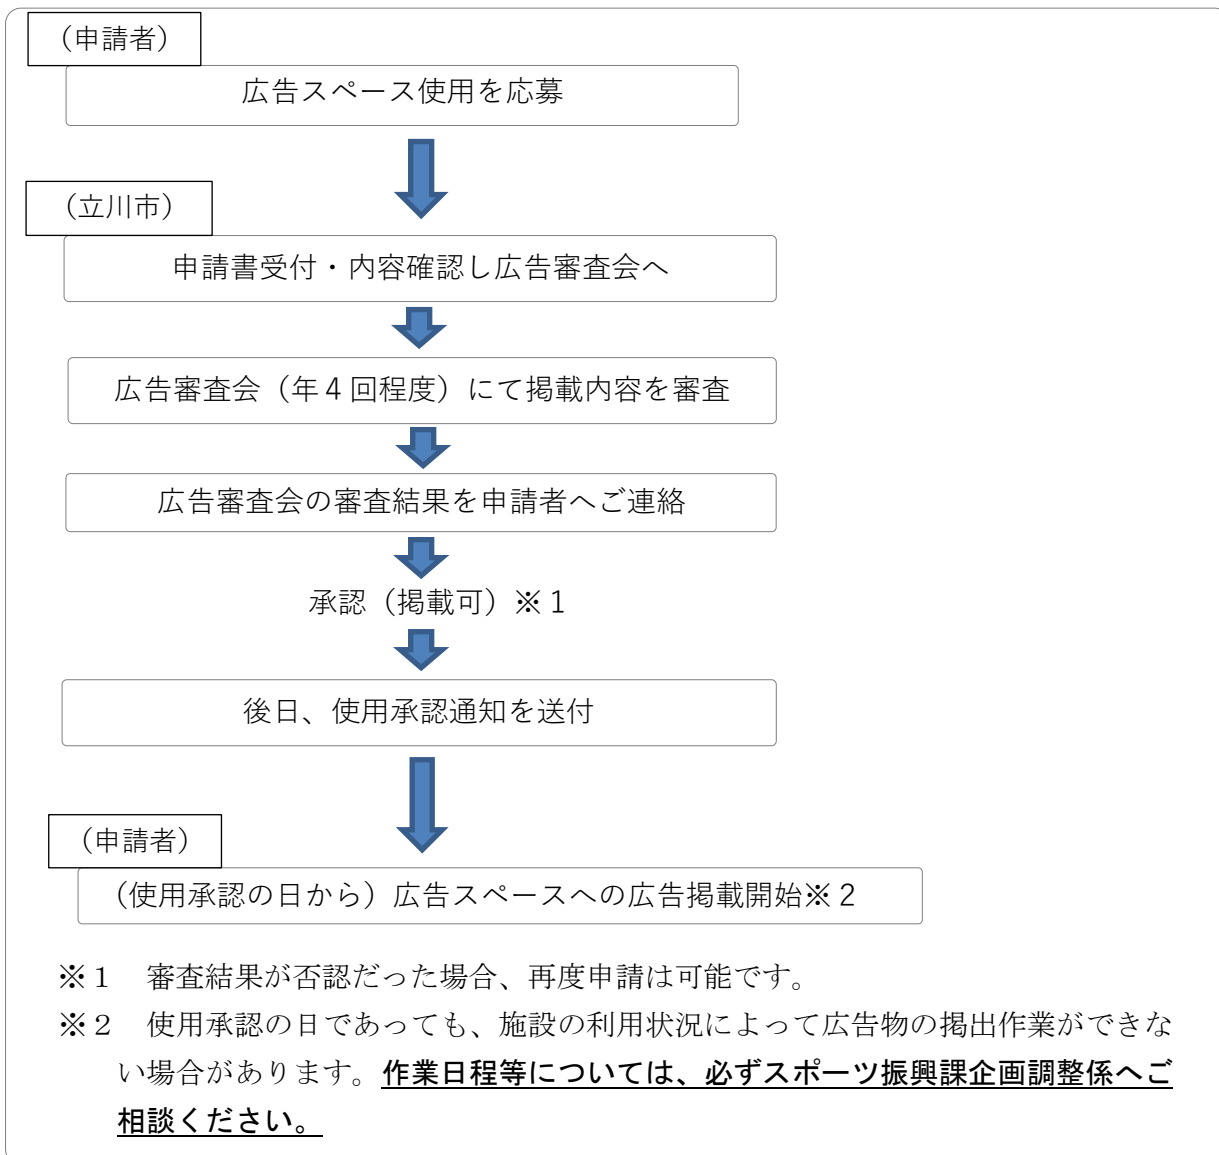 （申請者）
広告スペース使用を応募
（立川市）
申請書受付・内容確認し広告審査会へ
広告審査会（年４回程度）にて掲載内容を審査
広告審査会の審査結果を申請者へご連絡
承認（掲載可）※１
後日、使用承認通知を送付
（申請者）
（使用承認の日から）広告スペースへの広告掲載開始※２
※１　審査結果が否認だった場合、再度申請は可能です。
※２　使用承認の日であっても、施設の利用状況によって広告物の掲出作業ができな
い場合があります。作業日程等については、必ずスポーツ振興課企画調整係へご
相談ください。